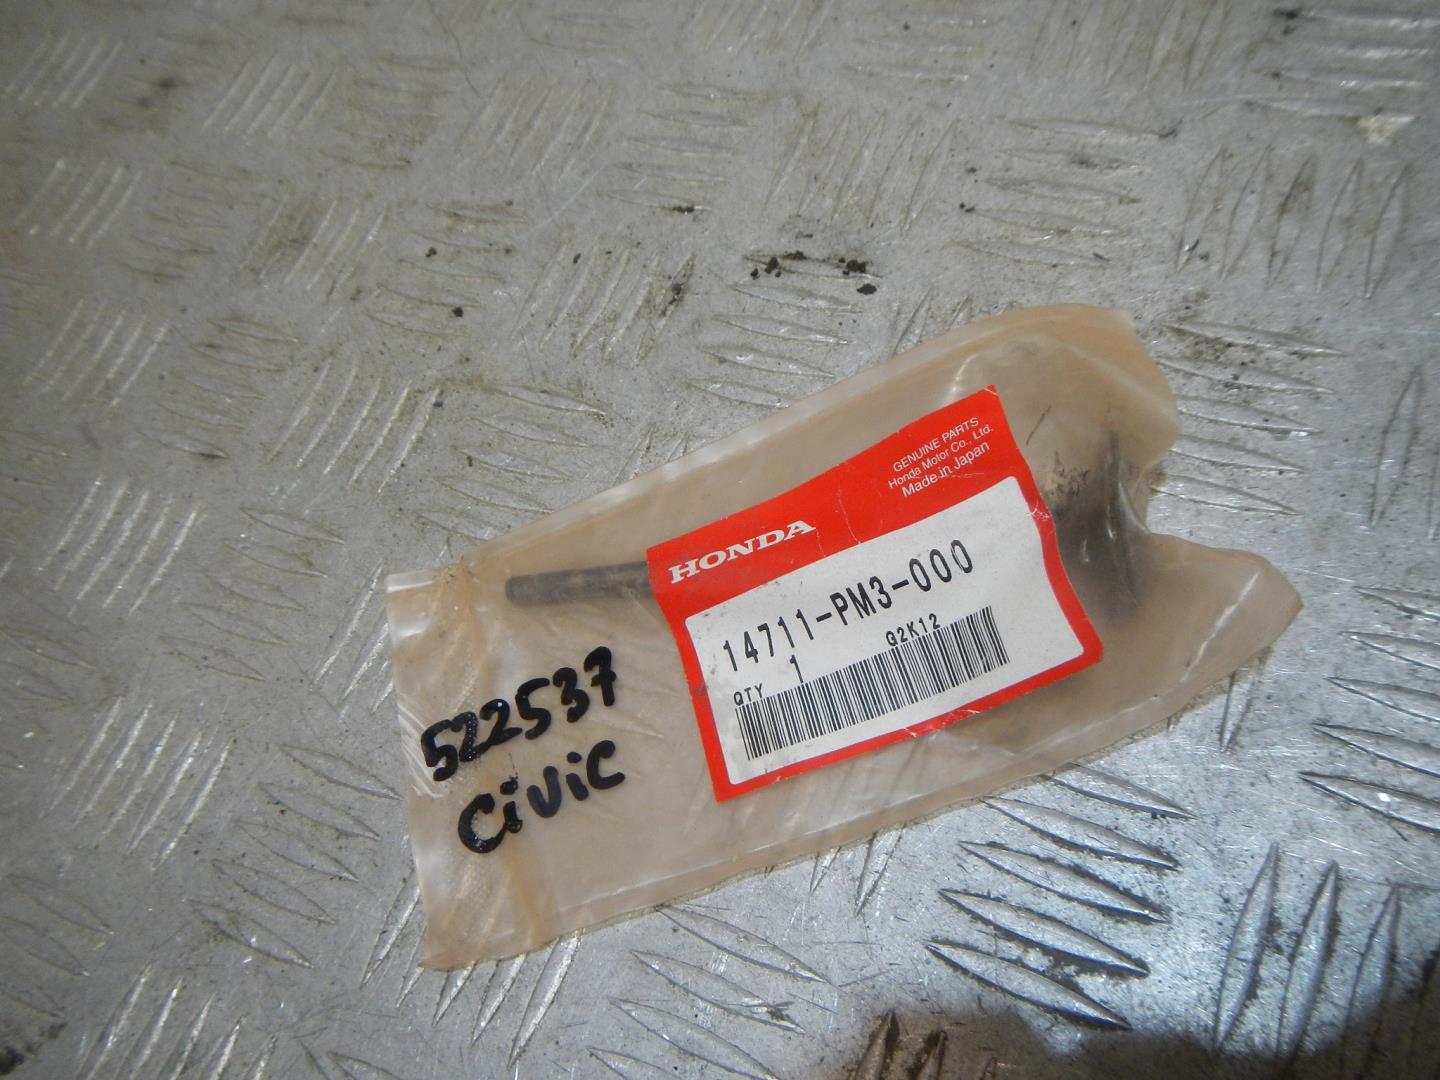 GENUINE PARTS
Honda Motor Co., Ltd.
Made in Japan
HONDA
14711-PM3-000
QTY 1 G2K12
522537
CiViC